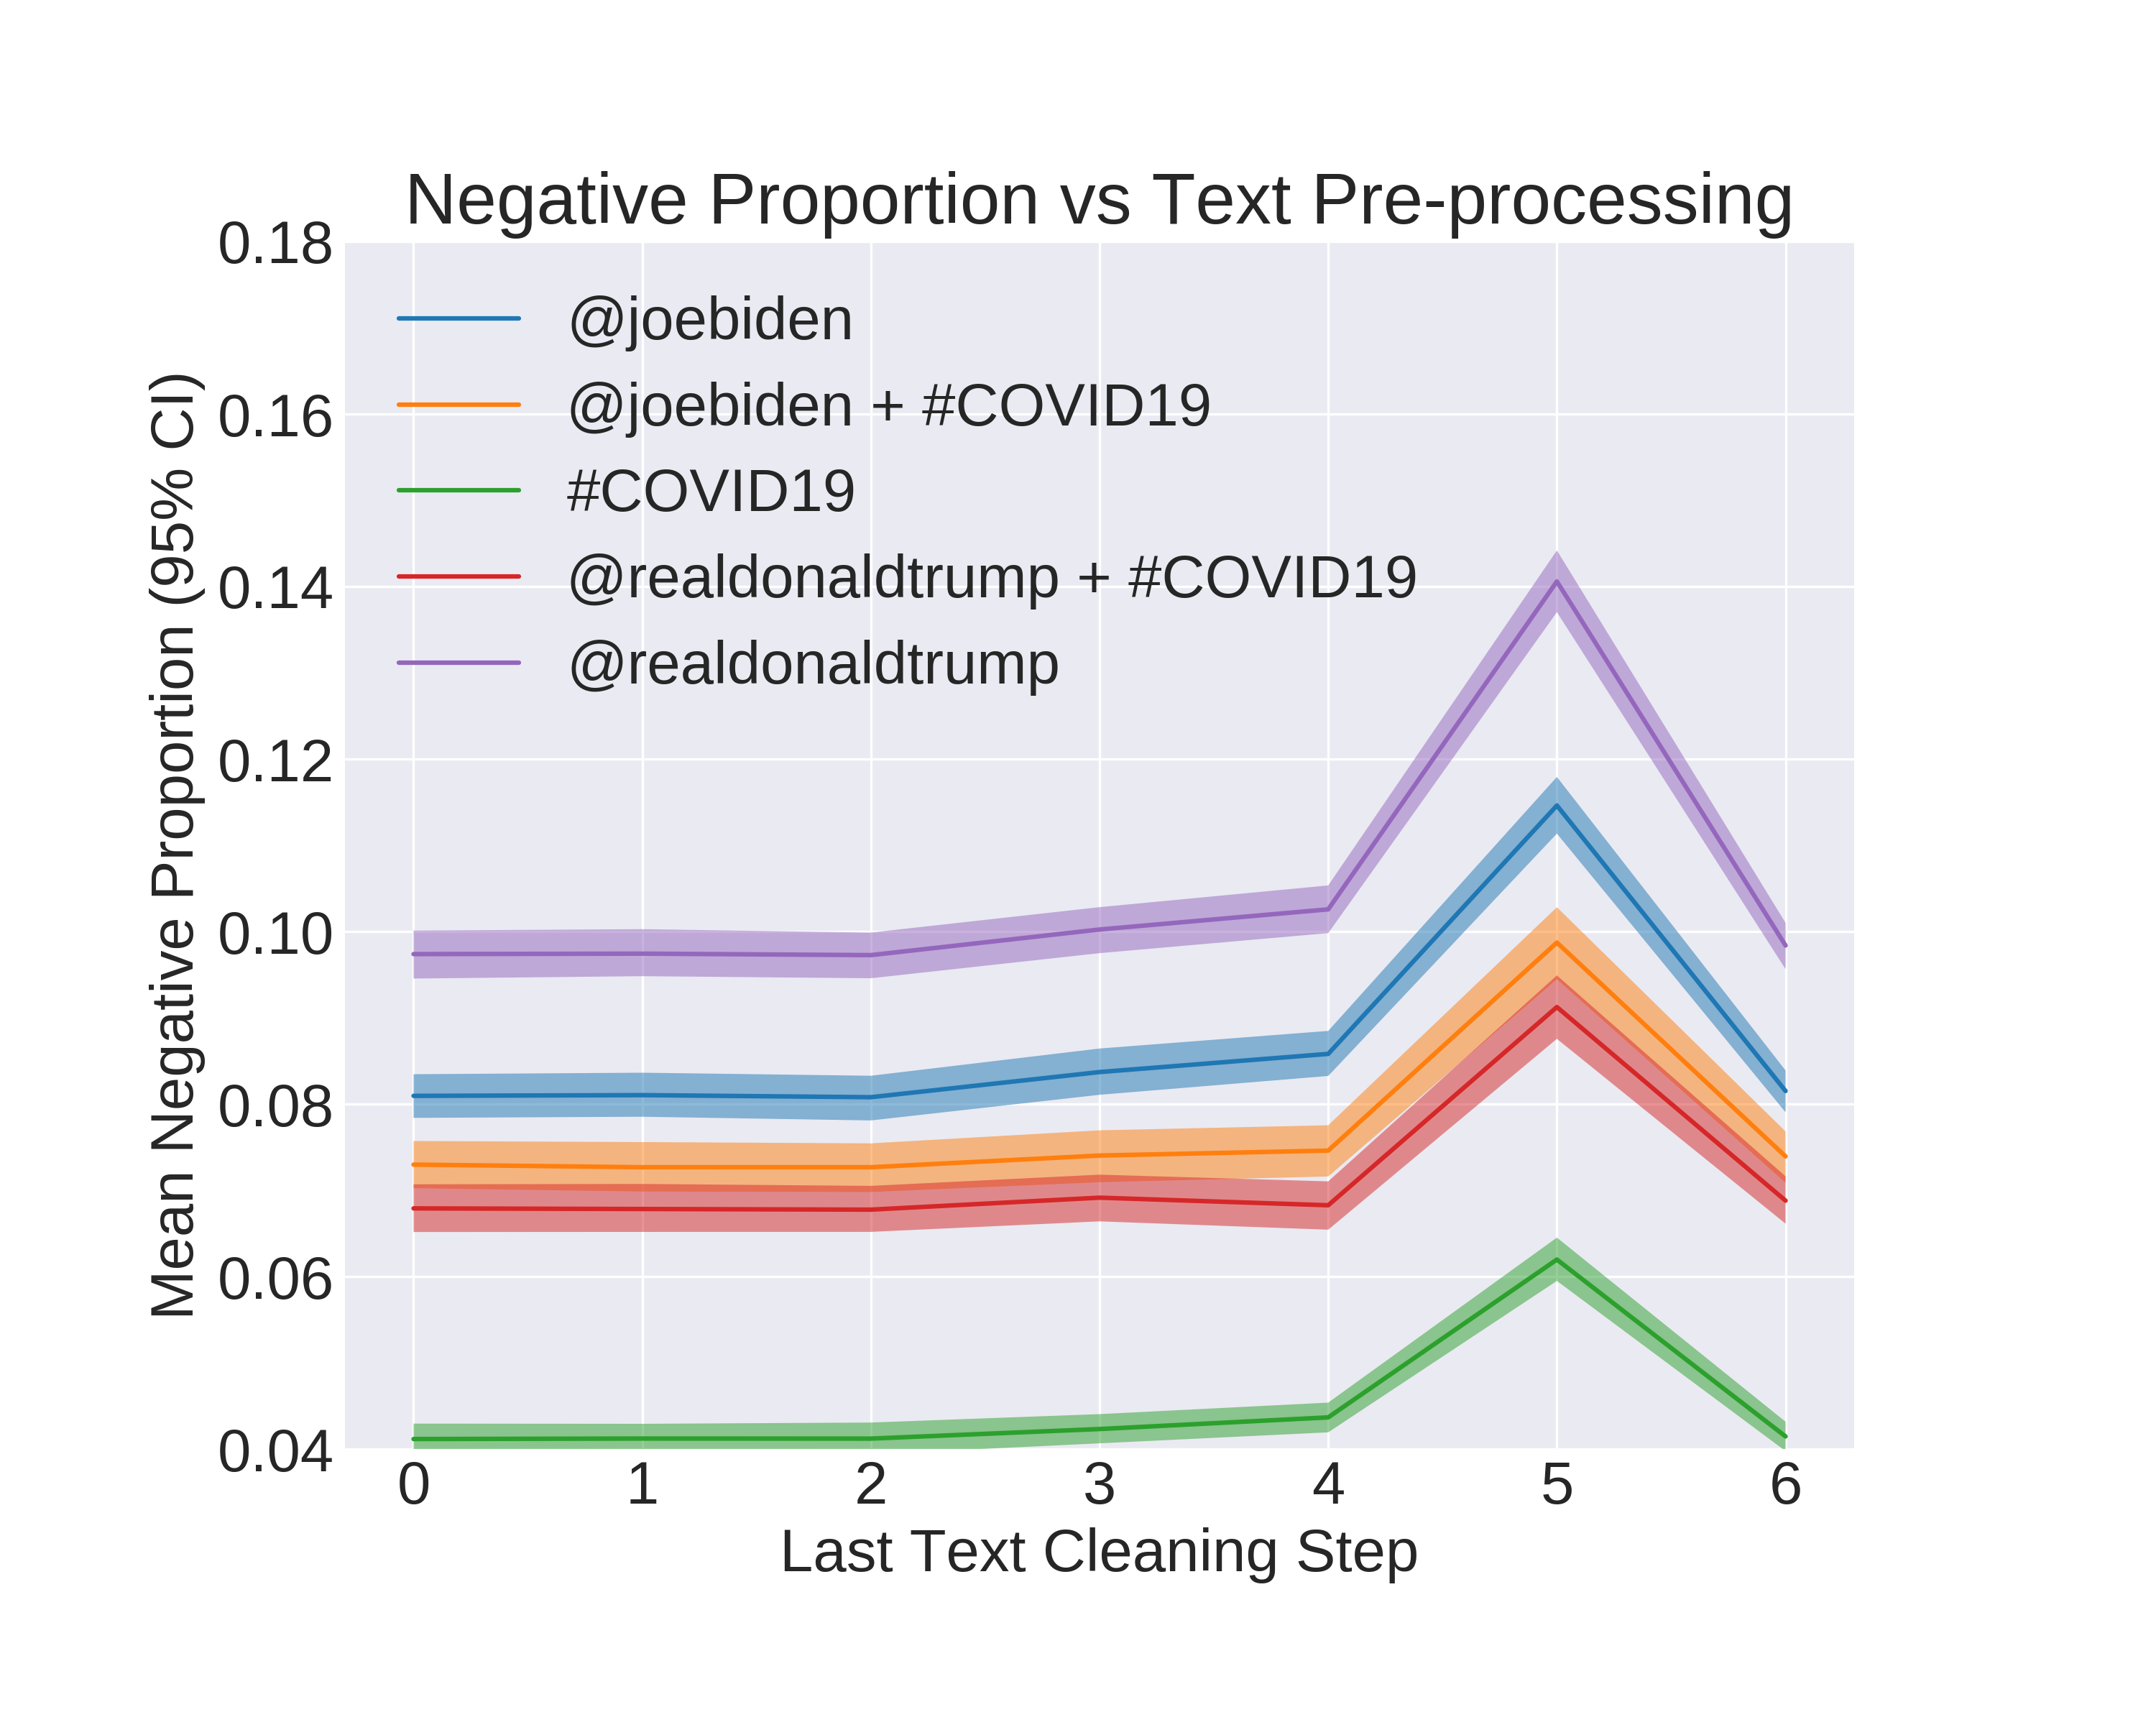 Negative Proportion vs Text Pre-processing
Mean Negative Proportion (95% CI)
0.18
0.16
0.14
0.12
0.10
0.08
0.06
0.04
@joebiden
@joebiden + #COVID19
#COVID19
@realdonaldtrump + #COVID19
@realdonaldtrump
0 1 2 3 4 5 6
Last Text Cleaning Step